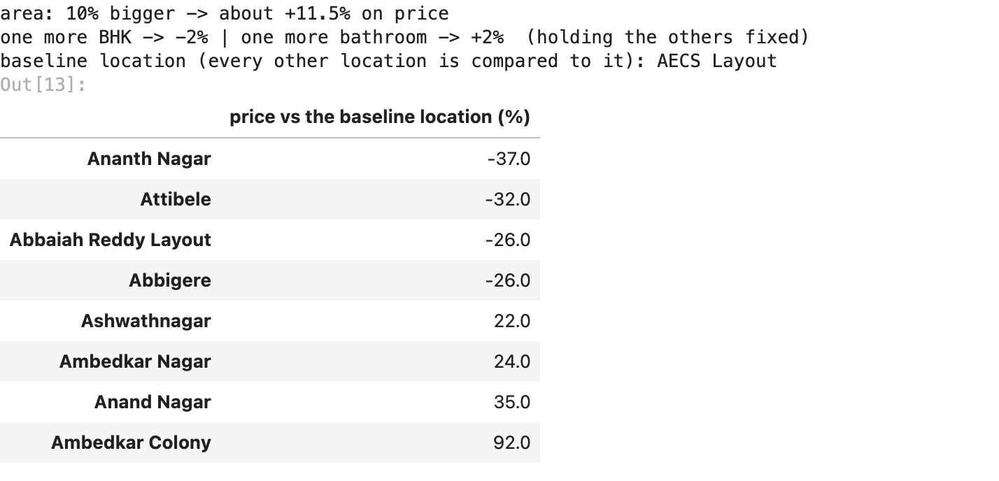 area: 10% bigger -> about +11.5% on price
one more BHK -> -2% | one more bathroom -> +2%  (holding the others fixed)
baseline location (every other location is compared to it): AECS Layout
Out[13]:
price vs the baseline location (%)
Ananth Nagar -37.0
Attibele -32.0
Abbaiah Reddy Layout -26.0
Abbigere -26.0
Ashwathnagar 22.0
Ambedkar Nagar 24.0
Anand Nagar 35.0
Ambedkar Colony 92.0